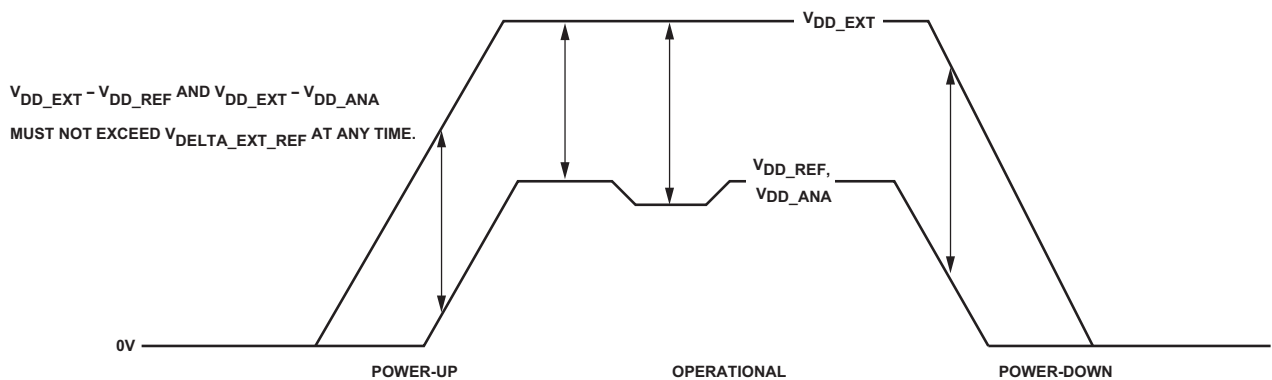 V_DD_EXT
V_DD_EXT – V_DD_REF AND V_DD_EXT – V_DD_ANA
MUST NOT EXCEED V_DELTA_EXT_REF AT ANY TIME.
V_DD_REF,
V_DD_ANA
0V
POWER-UP
OPERATIONAL
POWER-DOWN